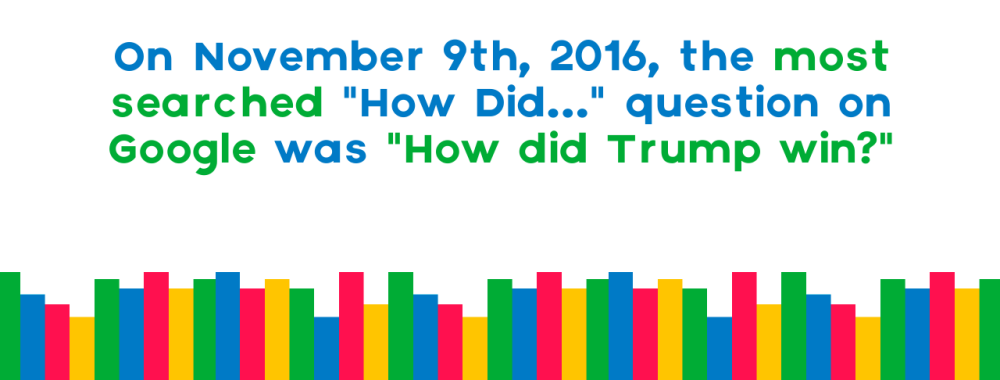 On November 9th, 2016, the most
searched "How Did..." question on
Google was "How did Trump win?"